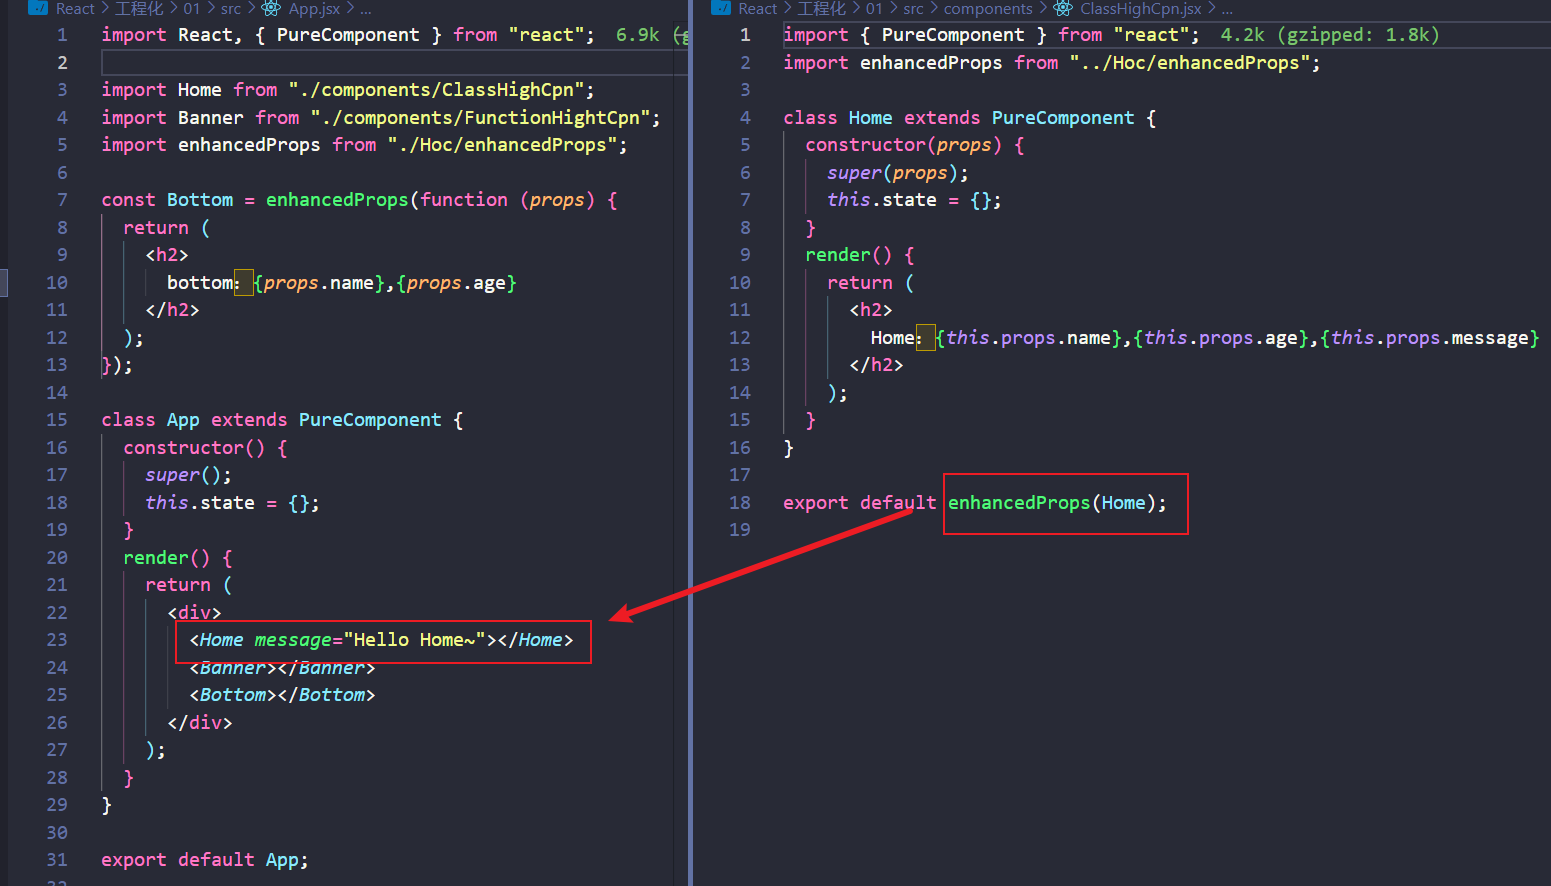 React > 工程化 > 01 > src > App.jsx > ...
1 import React, { PureComponent } from "react"; 6.9k (g
2
3 import Home from "./components/ClassHighCpn";
4 import Banner from "./components/FunctionHightCpn";
5 import enhancedProps from "./Hoc/enhancedProps";
6
7 const Bottom = enhancedProps(function (props) {
8 return (
9 <h2>
10 bottom：{props.name},{props.age}
11 </h2>
12 );
13 });
14
15 class App extends PureComponent {
16 constructor() {
17 super();
18 this.state = {};
19 }
20 render() {
21 return (
22 <div>
23 <Home message="Hello Home~"></Home>
24 <Banner></Banner>
25 <Bottom></Bottom>
26 </div>
27 );
28 }
29 }
30
31 export default App;
React > 工程化 > 01 > src > components > ClassHighCpn.jsx > ...
1 import { PureComponent } from "react"; 4.2k (gzipped: 1.8k)
2 import enhancedProps from "../Hoc/enhancedProps";
3
4 class Home extends PureComponent {
5 constructor(props) {
6 super(props);
7 this.state = {};
8 }
9 render() {
10 return (
11 <h2>
12 Home：{this.props.name},{this.props.age},{this.props.message}
13 </h2>
14 );
15 }
16 }
17
18 export default enhancedProps(Home);
19